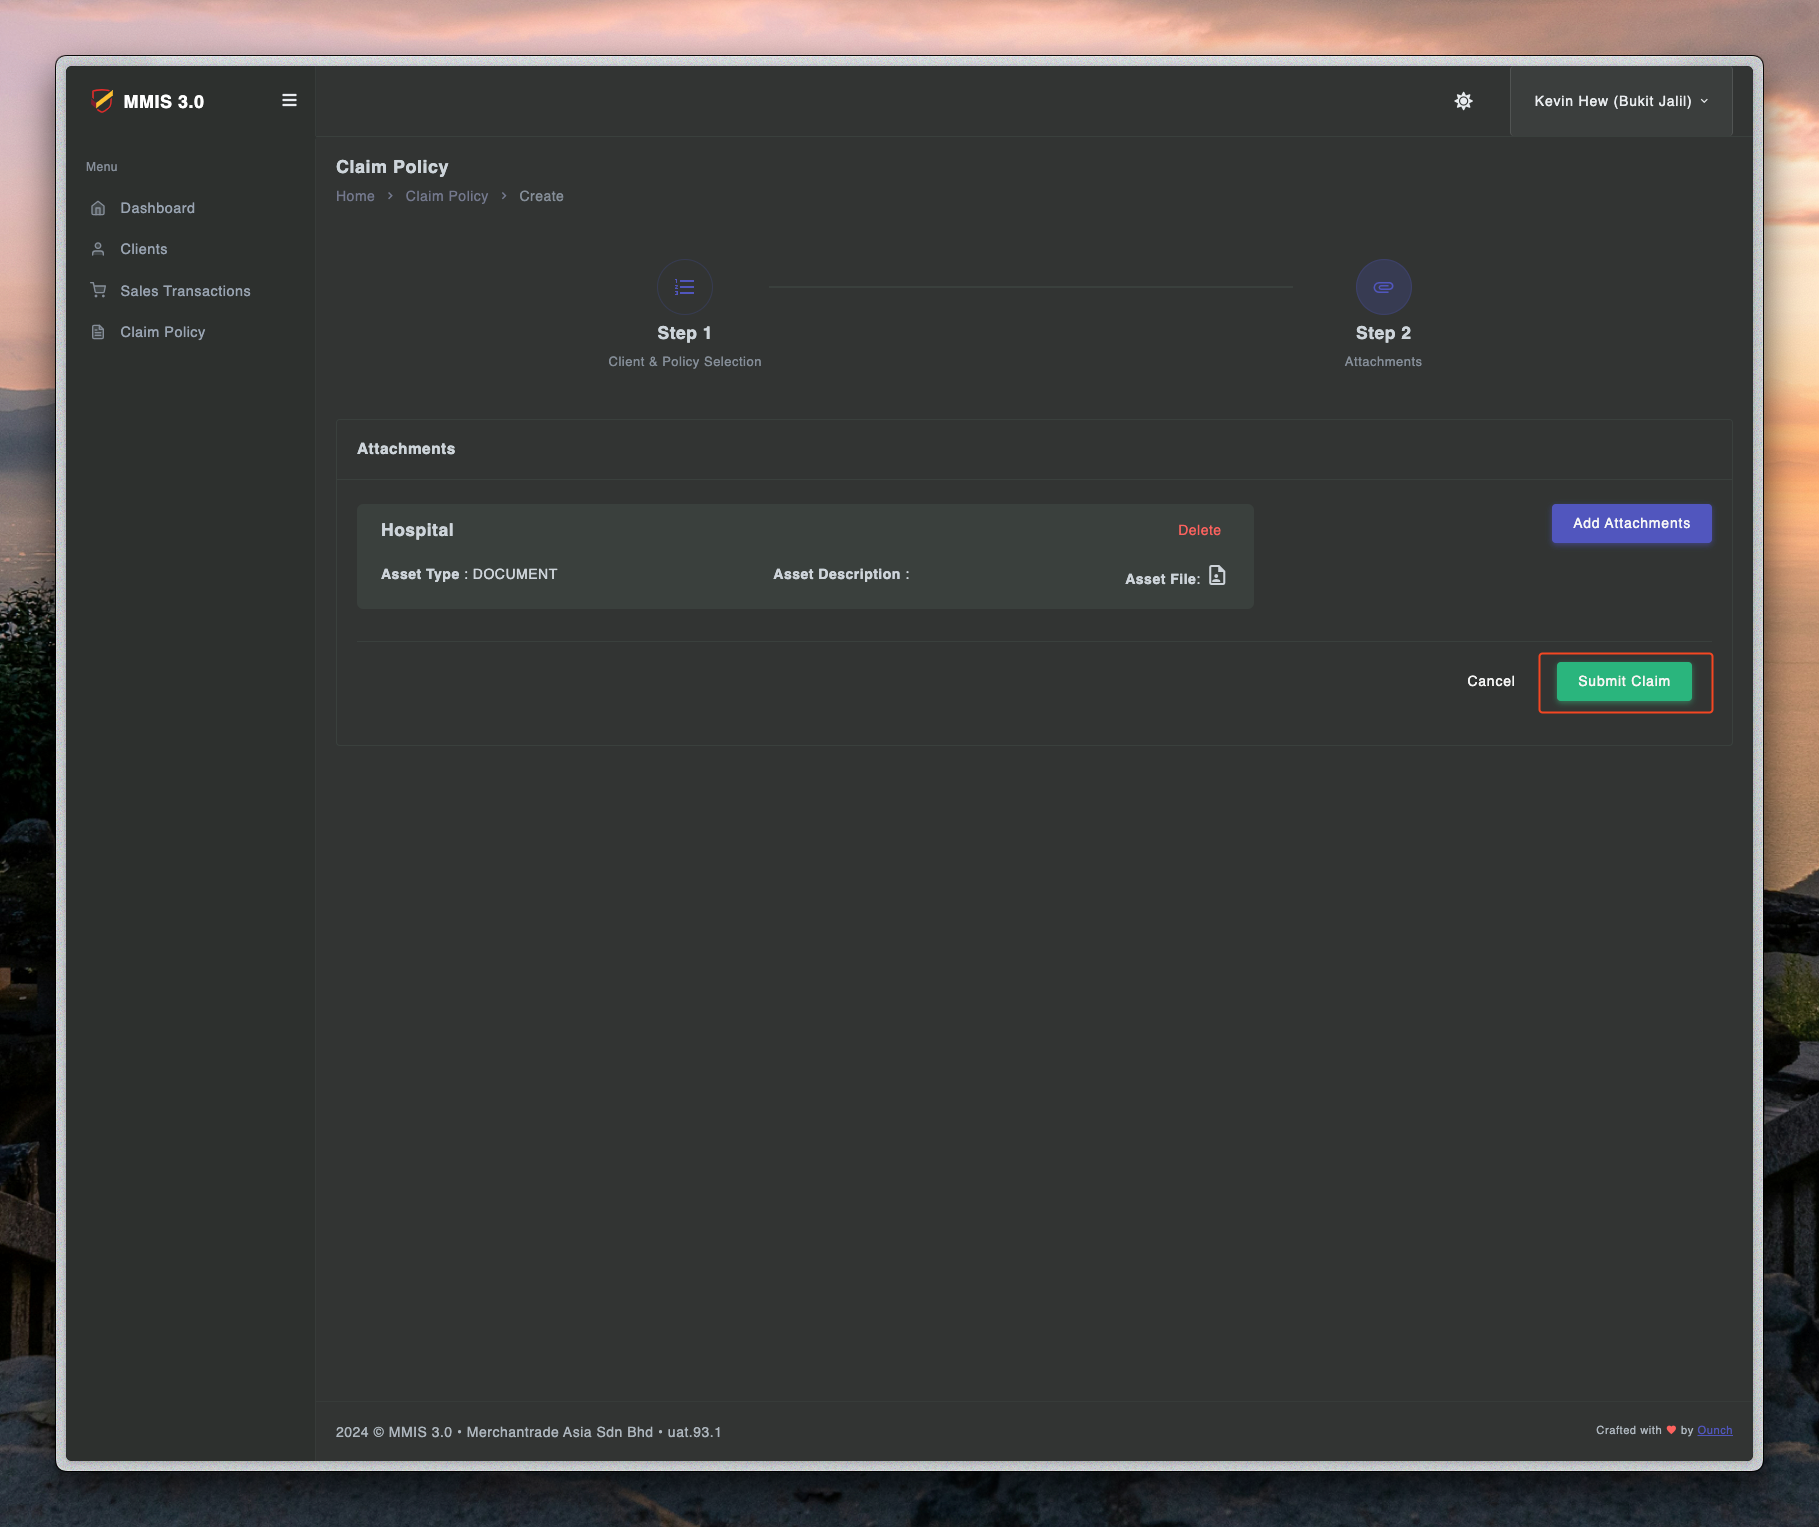 MMIS 3.0
Kevin Hew (Bukit Jalil)
Menu
Dashboard
Clients
Sales Transactions
Claim Policy
Claim Policy
Home > Claim Policy > Create
Step 1
Client & Policy Selection
Step 2
Attachments
Attachments
Hospital
Delete
Add Attachments
Asset Type : DOCUMENT
Asset Description :
Asset File:
Cancel
Submit Claim
2024 © MMIS 3.0 • Merchantrade Asia Sdn Bhd • uat.93.1
Crafted with ♥ by Ounch